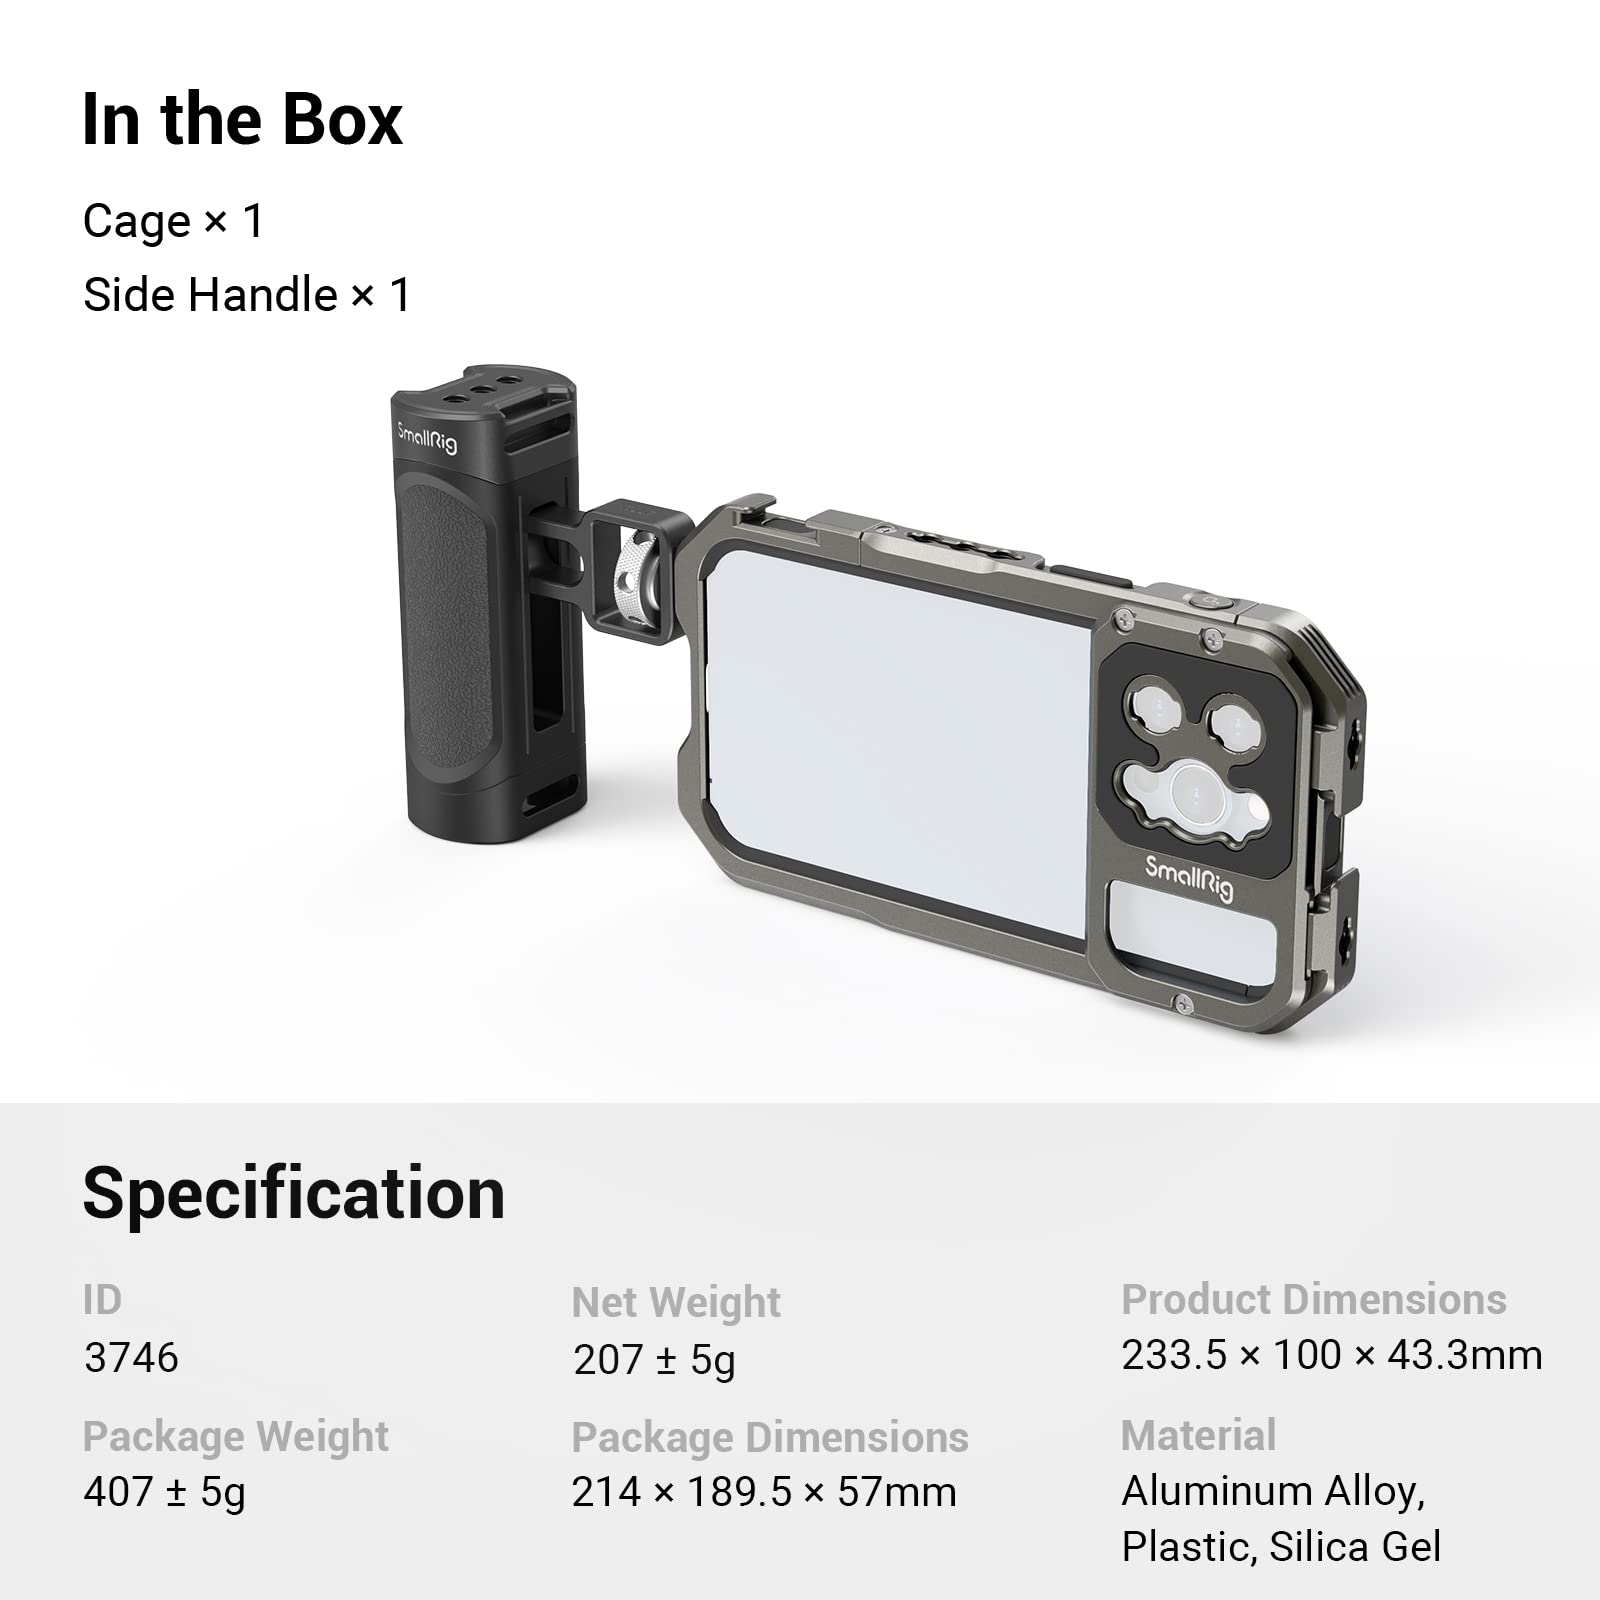 In the Box
Cage × 1
Side Handle × 1
SmallRig
SmallRig
Specification
ID
3746
Net Weight
207 ± 5g
Product Dimensions
233.5 × 100 × 43.3mm
Package Weight
407 ± 5g
Package Dimensions
214 × 189.5 × 57mm
Material
Aluminum Alloy,
Plastic, Silica Gel